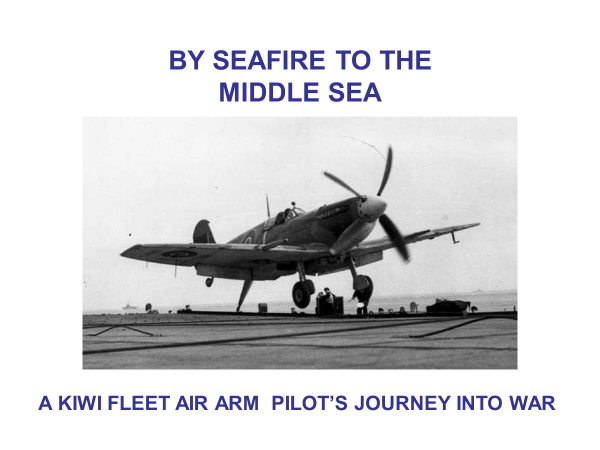 BY SEAFIRE TO THE
MIDDLE SEA
A KIWI FLEET AIR ARM  PILOT’S JOURNEY INTO WAR